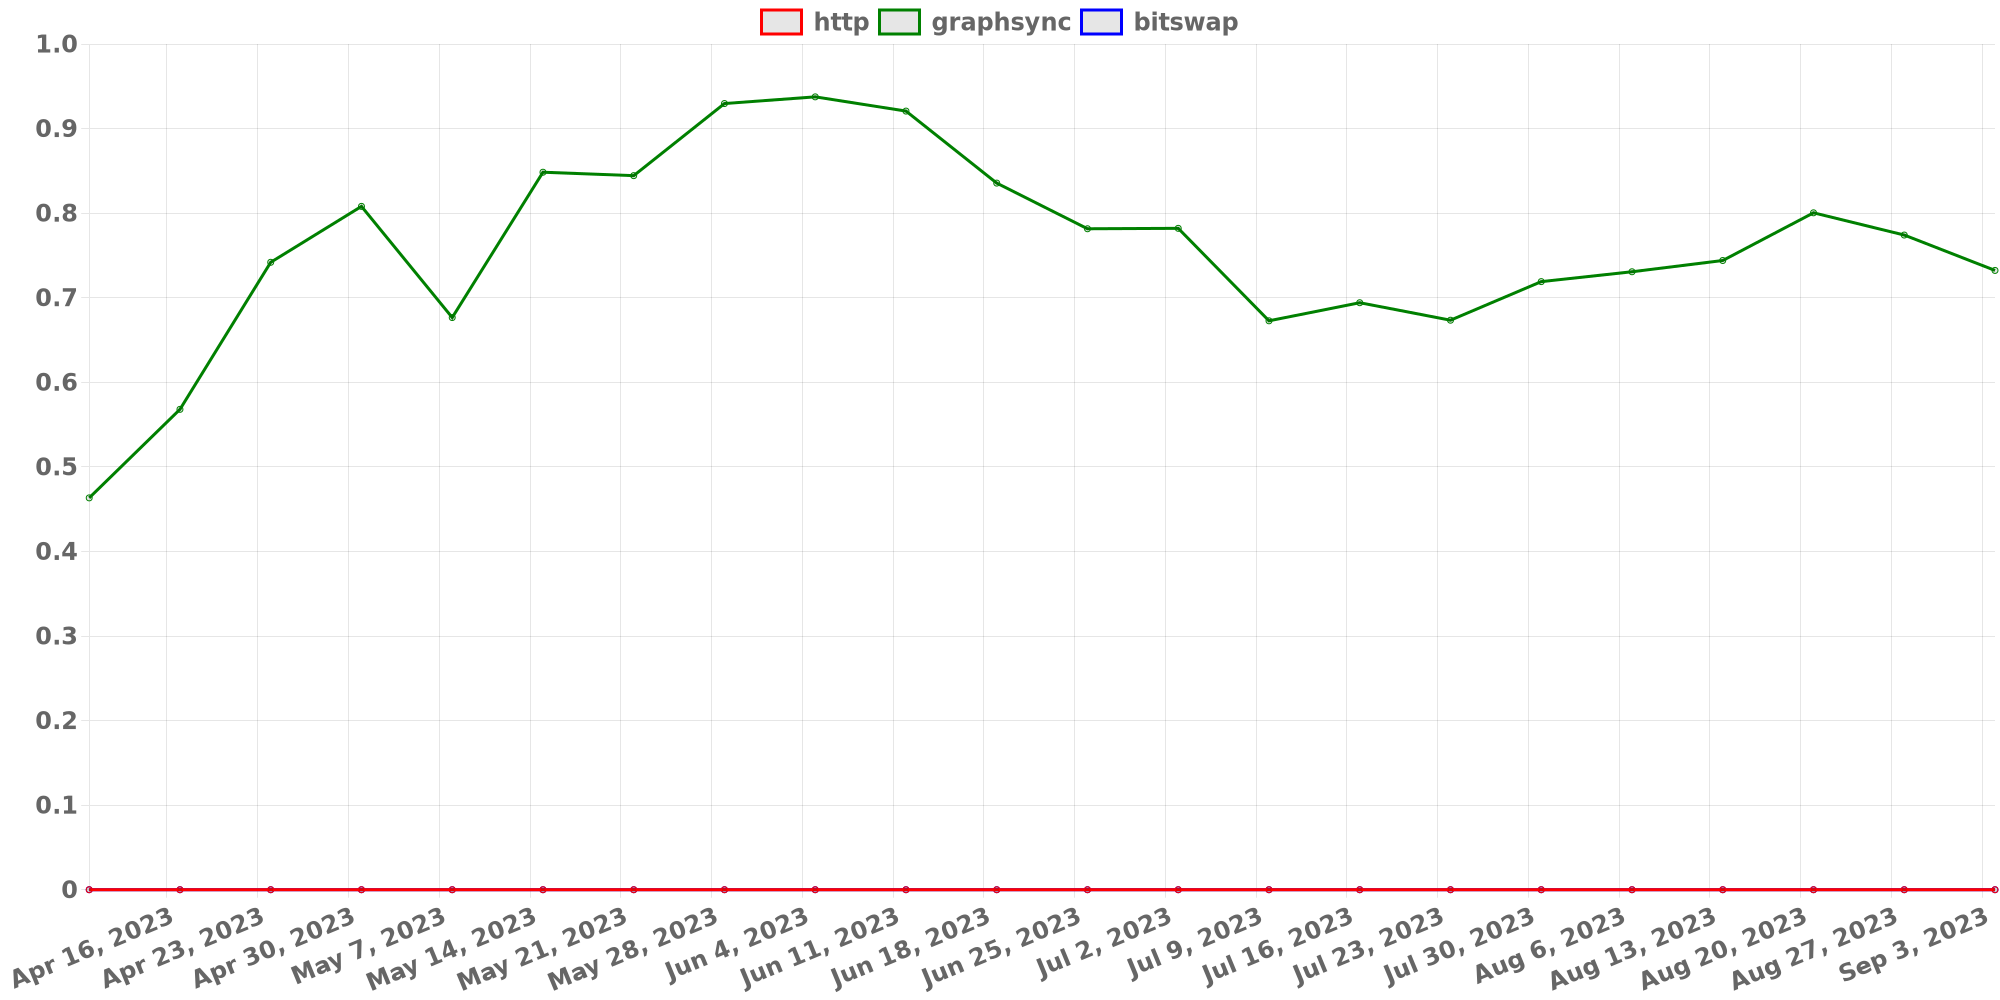 http graphsync bitswap
1.0
0.9
0.8
0.7
0.6
0.5
0.4
0.3
0.2
0.1
0
Apr 16, 2023
Apr 23, 2023
Apr 30, 2023
May 7, 2023
May 14, 2023
May 21, 2023
May 28, 2023
Jun 4, 2023
Jun 11, 2023
Jun 18, 2023
Jun 25, 2023
Jul 2, 2023
Jul 9, 2023
Jul 16, 2023
Jul 23, 2023
Jul 30, 2023
Aug 6, 2023
Aug 13, 2023
Aug 20, 2023
Aug 27, 2023
Sep 3, 2023